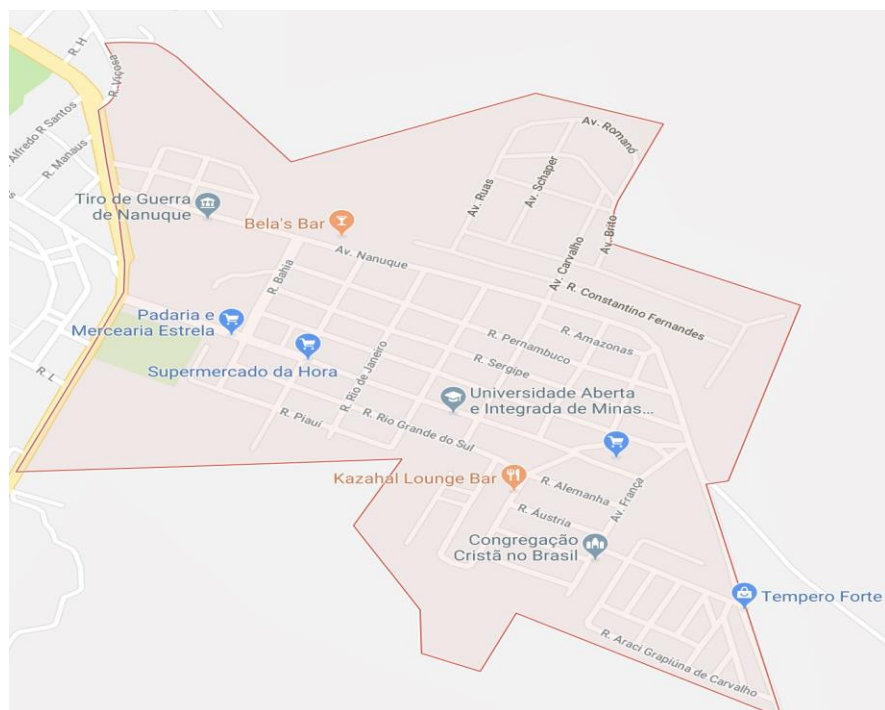 R. H
R. Viçosa
Alfredo R Santos
R. Manaus
Av. Romanó
Av. Schaper
Av. Ruas
Tiro de Guerra
de Nanuque
Bela's Bar
Av. Nanuque
Av. Brito
Av. Carvalho
R. Bahia
R. Constantino Fernandes
Padaria e
Mercearia Estrela
R. Amazonas
R. Pernambuco
R. Sergipe
Supermercado da Hora
R. Rio de Janeiro
R. L
Universidade Aberta
e Integrada de Minas...
R. Piauí
R. Rio Grande do Sul
Kazahal Lounge Bar
R. Alemanha
Av. França
R. Áustria
Congregação
Cristã no Brasil
Tempero Forte
R. Araci Grapiúna de Carvalho